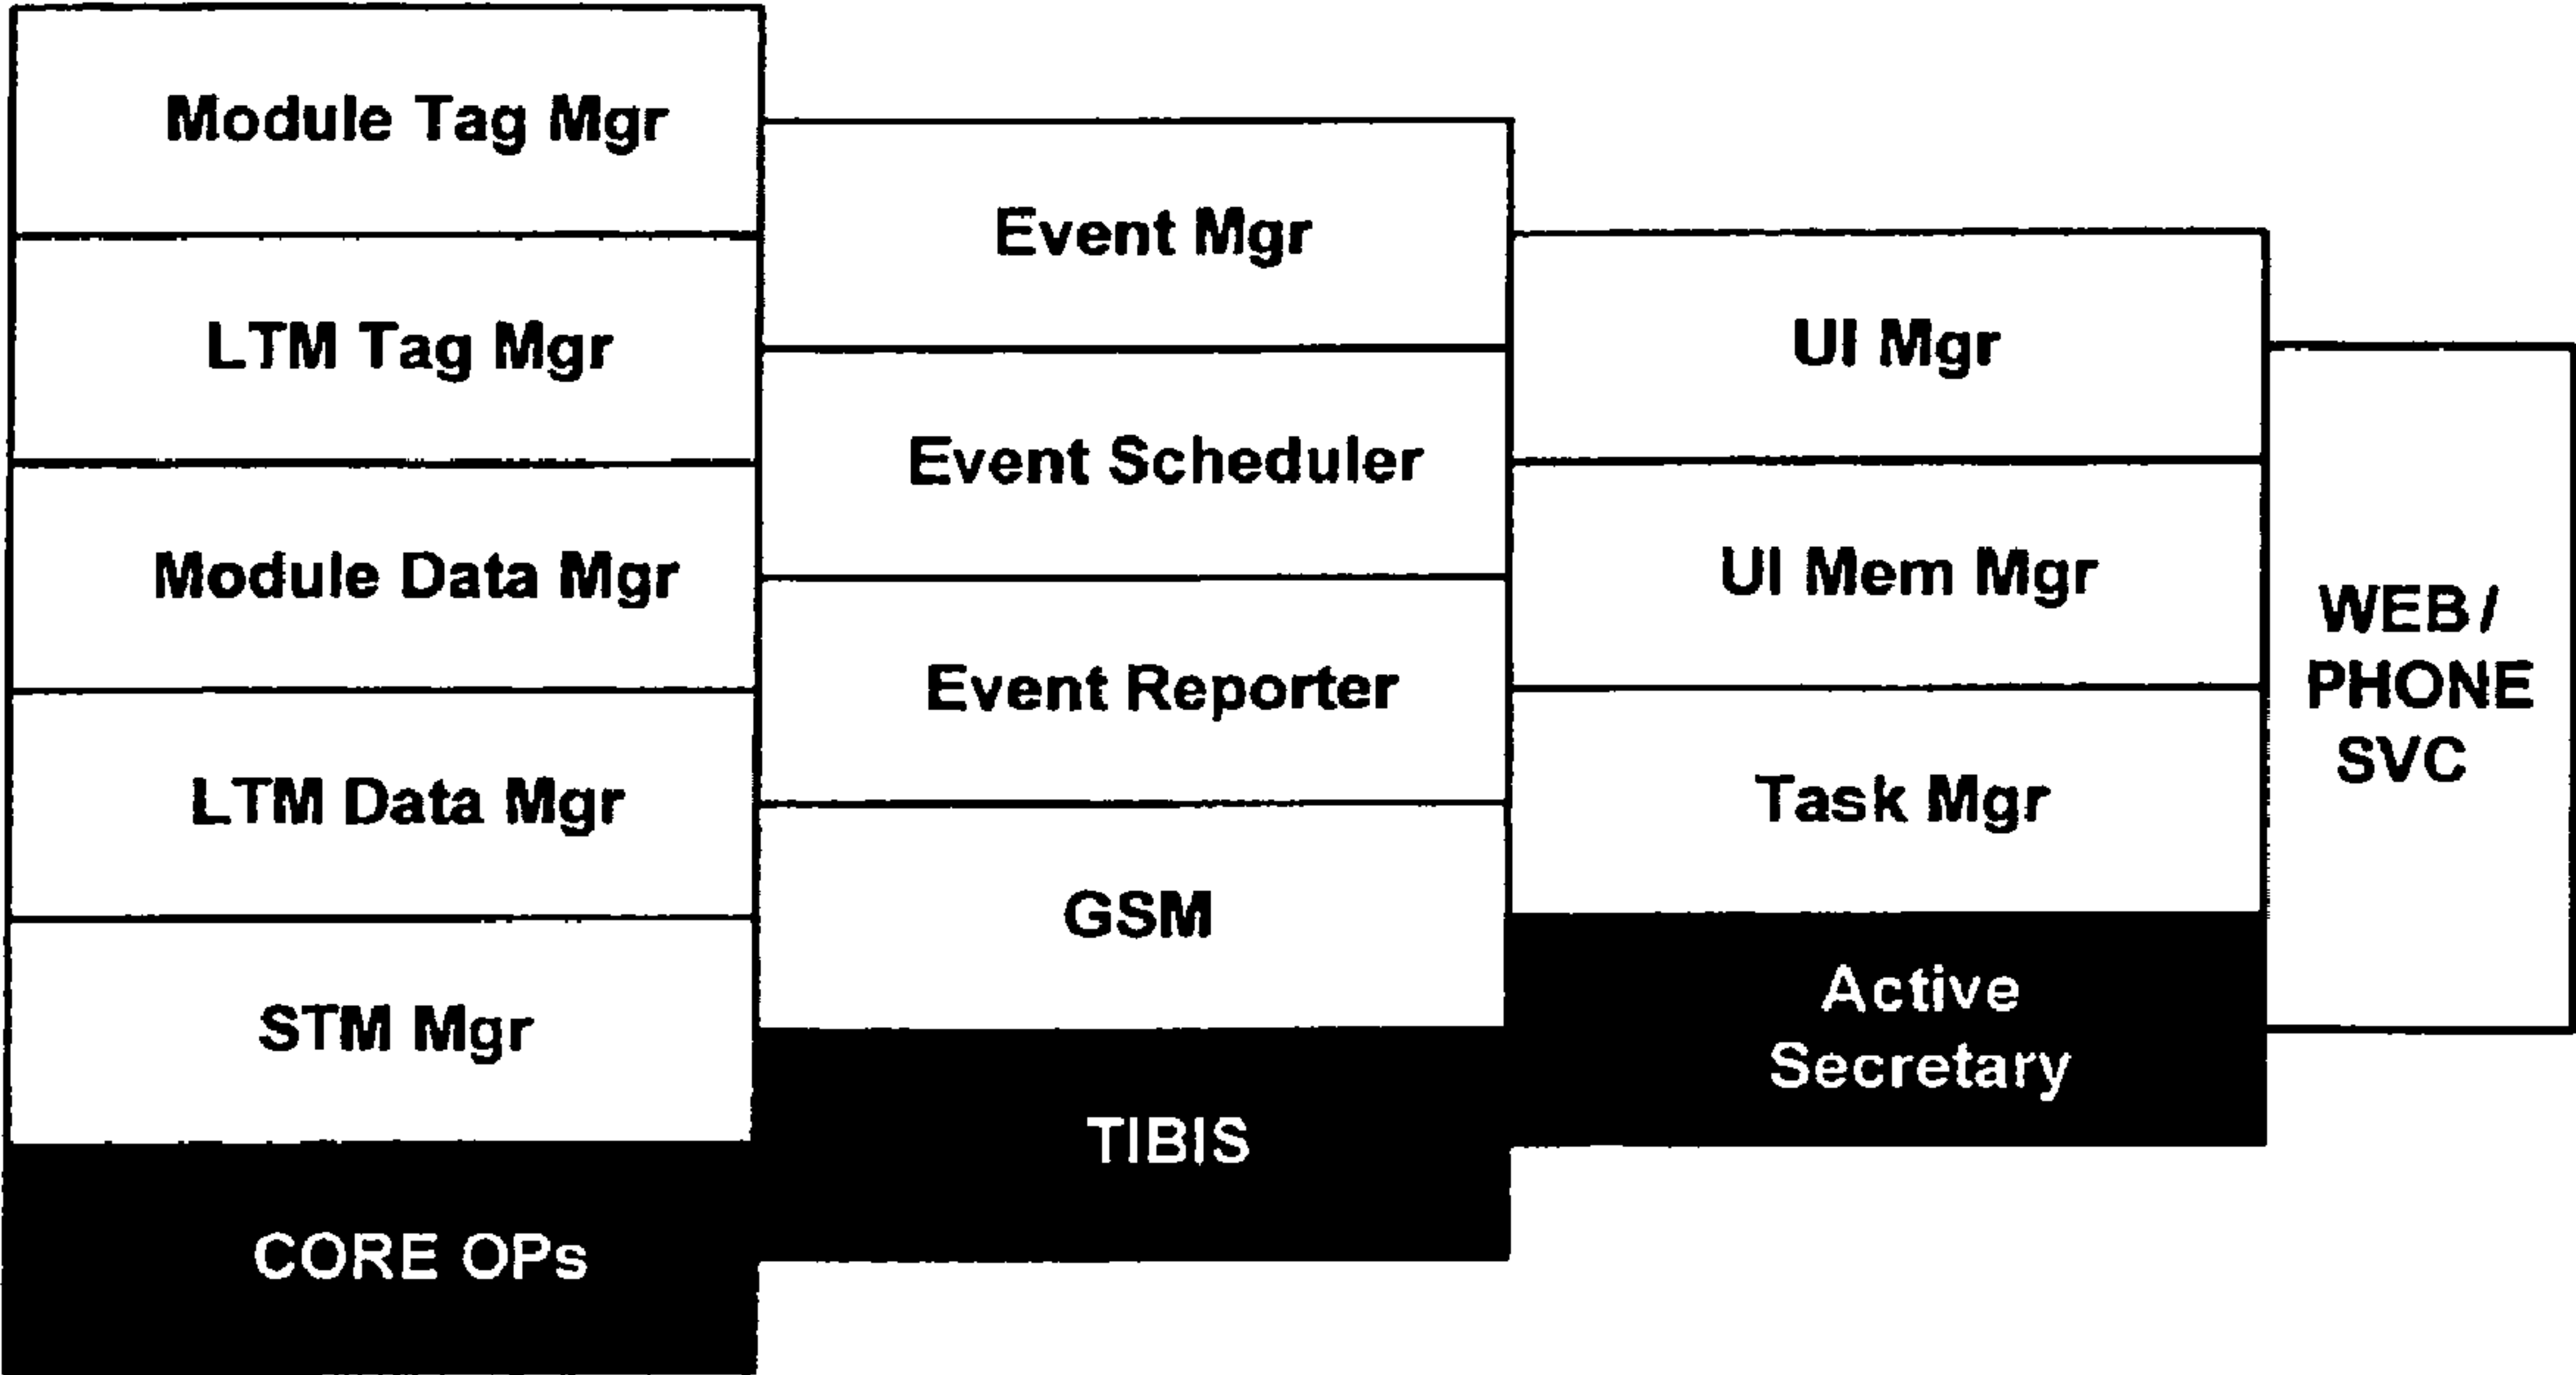 Module Tag Mgr
LTM Tag Mgr
Module Data Mgr
LTM Data Mgr
STM Mgr
CORE OPs
Event Mgr
Event Scheduler
Event Reporter
GSM
TIBIS
UI Mgr
UI Mem Mgr
Task Mgr
Active
Secretary
WEB/
PHONE
SVC